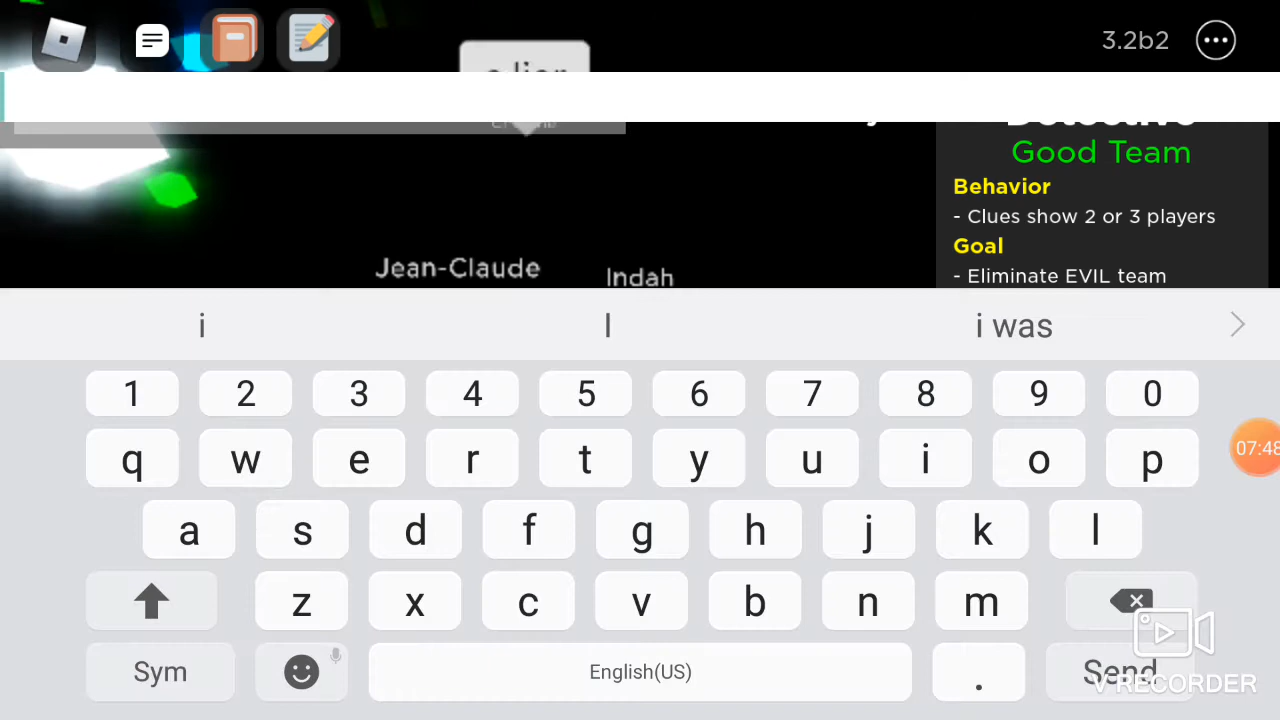 3.2b2
Detective
Good Team
Behavior
- Clues show 2 or 3 players
Goal
- Eliminate EVIL team
Jean-Claude
Indah
i I i was
1 2 3 4 5 6 7 8 9 0
q w e r t y u i o p
07:48
a s d f g h j k l
z x c v b n m
Sym English(US) . Send
V RECORDER